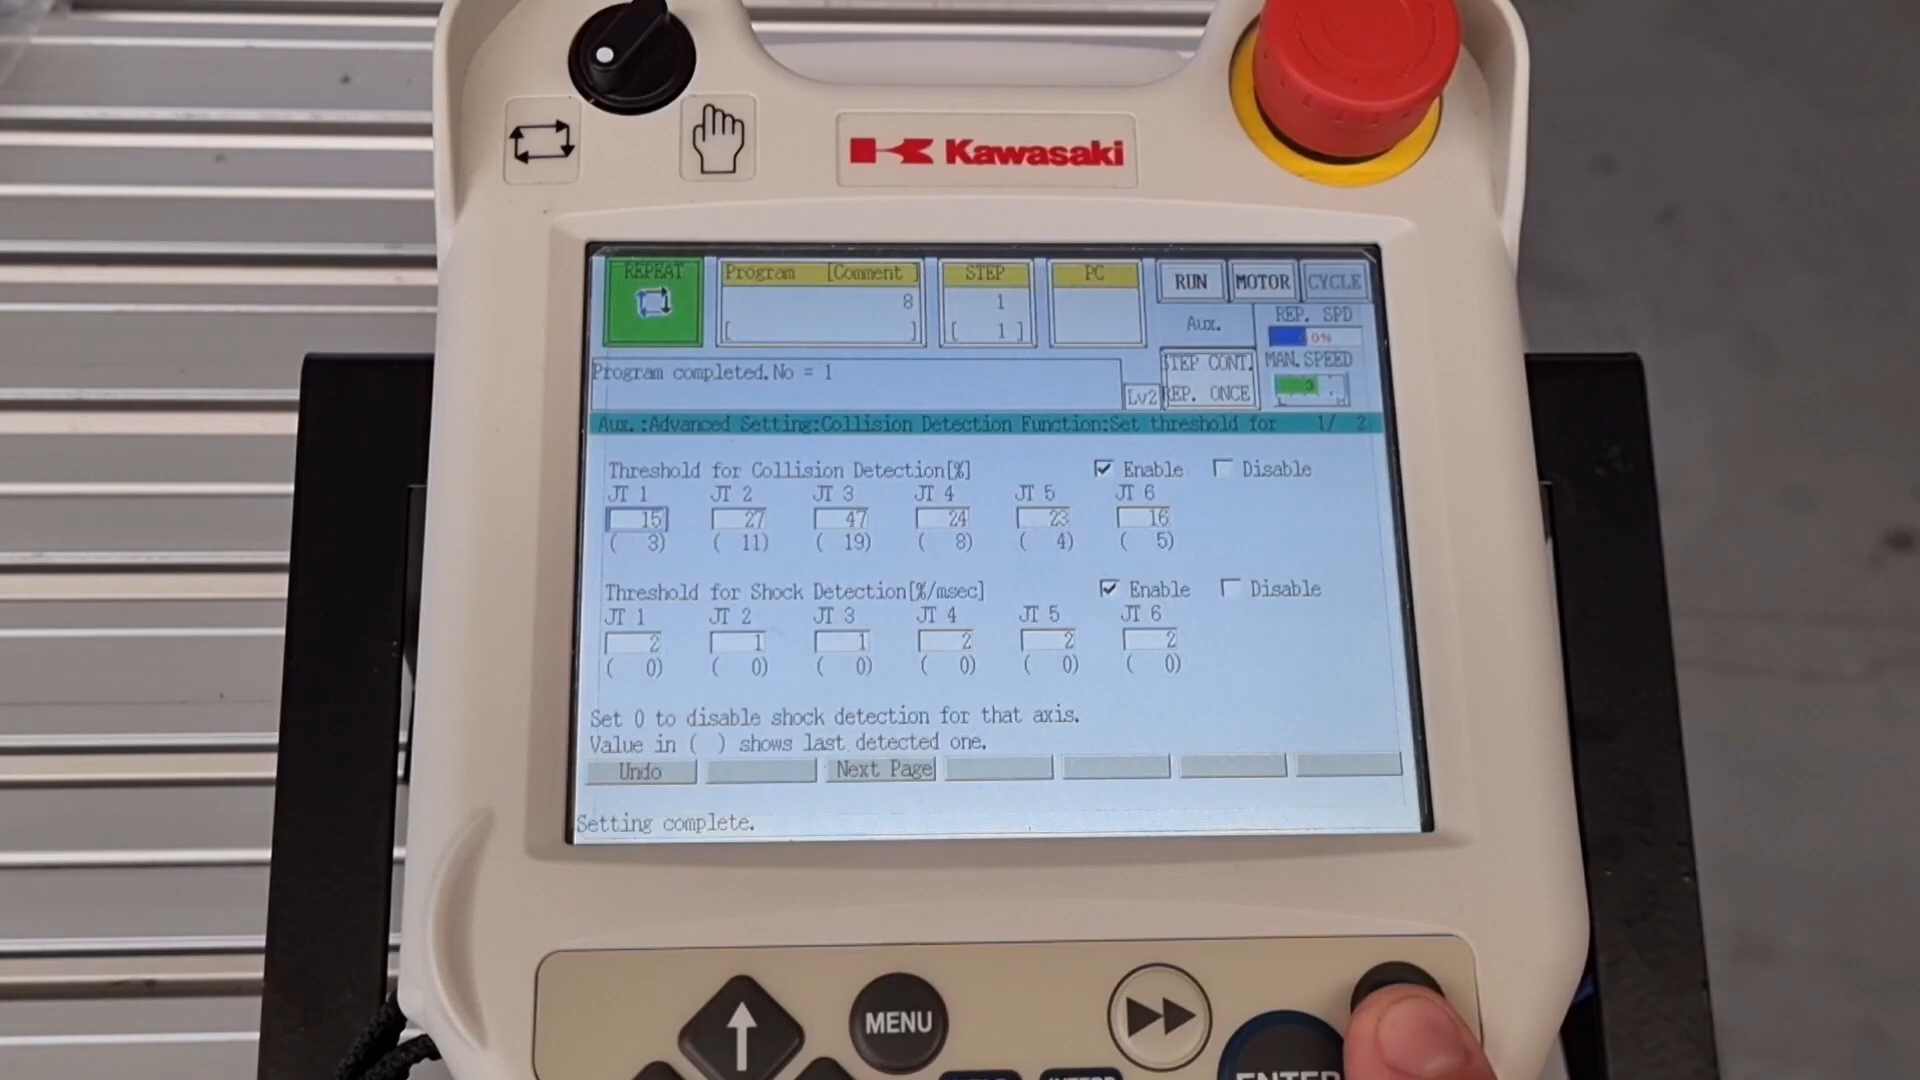 Kawasaki
REPEAT
Program [Comment ]
8
[ ]
STEP
1
[ 1 ]
PC
RUN
MOTOR
CYCLE
Aux.
REP. SPD
0%
MAN.SPEED
3
L H
STEP CONT.
REP. ONCE
Program completed.No = 1
Lv2
Aux.:Advanced Setting:Collision Detection Function:Set threshold for 1/ 2
Threshold for Collision Detection[%] Enable Disable
JT 1 JT 2 JT 3 JT 4 JT 5 JT 6
15 27 47 24 23 16
( 3) ( 11) ( 19) ( 8) ( 4) ( 5)
Threshold for Shock Detection[%/msec] Enable Disable
JT 1 JT 2 JT 3 JT 4 JT 5 JT 6
2 1 1 2 2 2
( 0) ( 0) ( 0) ( 0) ( 0) ( 0)
Set 0 to disable shock detection for that axis.
Value in ( ) shows last detected one.
Undo Next Page
Setting complete.
MENU
ENTER